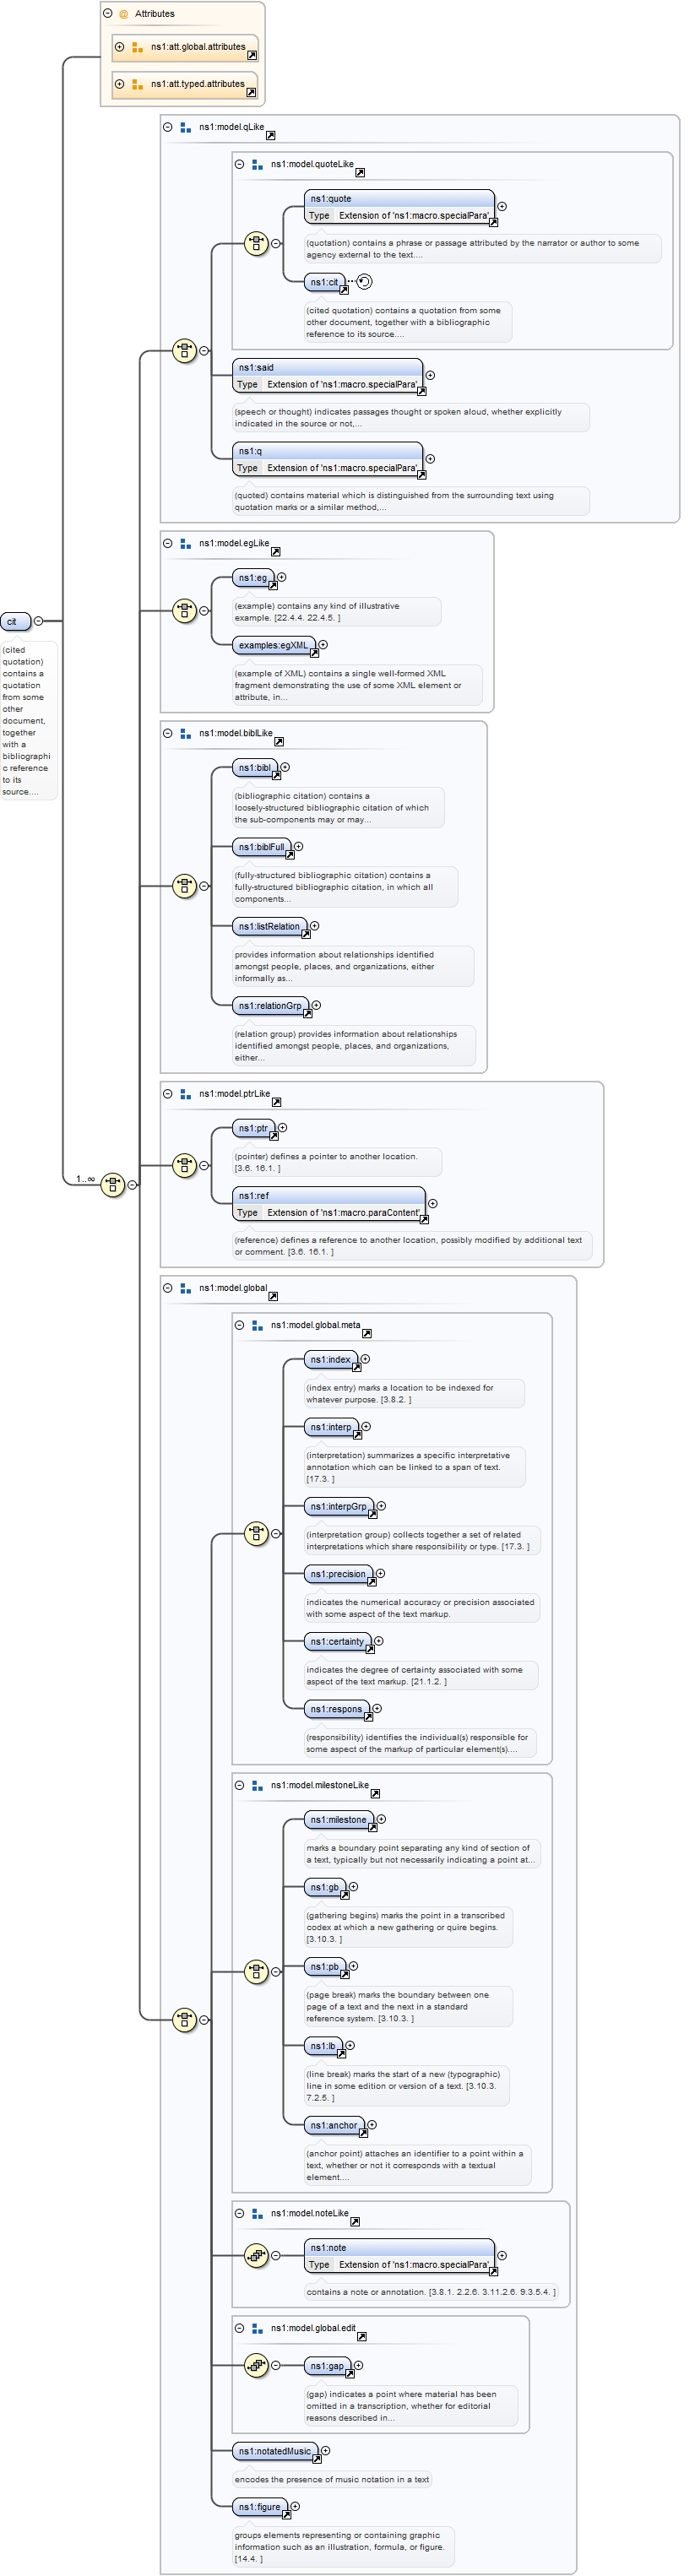 Attributes
ns1:att.global.attributes
ns1:att.typed.attributes
ns1:model.qLike
ns1:model.quoteLike
ns1:quote
Type Extension of 'ns1:macro.specialPara'
(quotation) contains a phrase or passage attributed by the narrator or author to some
agency external to the text....
ns1:cit
(cited quotation) contains a quotation from some
other document, together with a bibliographic
reference to its source....
ns1:said
Type Extension of 'ns1:macro.specialPara'
(speech or thought) indicates passages thought or spoken aloud, whether explicitly
indicated in the source or not,...
ns1:q
Type Extension of 'ns1:macro.specialPara'
(quoted) contains material which is distinguished from the surrounding text using
quotation marks or a similar method,...
ns1:model.egLike
ns1:eg
(example) contains any kind of illustrative
example. [22.4.4. 22.4.5. ]
examples:egXML
(example of XML) contains a single well-formed XML
fragment demonstrating the use of some XML element or
attribute, in...
cit
(cited
quotation)
contains a
quotation
from some
other
document,
together
with a
bibliographi
c reference
to its
source....
ns1:model.biblLike
ns1:bibl
(bibliographic citation) contains a
loosely-structured bibliographic citation of which
the sub-components may or may...
ns1:biblFull
(fully-structured bibliographic citation) contains a
fully-structured bibliographic citation, in which all
components...
ns1:listRelation
provides information about relationships identified
amongst people, places, and organizations, either
informally as...
ns1:relationGrp
(relation group) provides information about relationships
identified amongst people, places, and organizations,
either...
ns1:model.ptrLike
ns1:ptr
(pointer) defines a pointer to another location.
[3.6. 16.1. ]
1..∞
ns1:ref
Type Extension of 'ns1:macro.paraContent'
(reference) defines a reference to another location, possibly modified by additional text
or comment. [3.6. 16.1. ]
ns1:model.global
ns1:model.global.meta
ns1:index
(index entry) marks a location to be indexed for
whatever purpose. [3.8.2. ]
ns1:interp
(interpretation) summarizes a specific interpretative
annotation which can be linked to a span of text.
[17.3. ]
ns1:interpGrp
(interpretation group) collects together a set of related
interpretations which share responsibility or type. [17.3. ]
ns1:precision
indicates the numerical accuracy or precision associated
with some aspect of the text markup.
ns1:certainty
indicates the degree of certainty associated with some
aspect of the text markup. [21.1.2. ]
ns1:respons
(responsibility) identifies the individual(s) responsible for
some aspect of the markup of particular element(s)....
ns1:model.milestoneLike
ns1:milestone
marks a boundary point separating any kind of section of
a text, typically but not necessarily indicating a point at...
ns1:gb
(gathering begins) marks the point in a transcribed
codex at which a new gathering or quire begins.
[3.10.3. ]
ns1:pb
(page break) marks the boundary between one
page of a text and the next in a standard
reference system. [3.10.3. ]
ns1:lb
(line break) marks the start of a new (typographic)
line in some edition or version of a text. [3.10.3.
7.2.5. ]
ns1:anchor
(anchor point) attaches an identifier to a point within a
text, whether or not it corresponds with a textual
element....
ns1:model.noteLike
ns1:note
Type Extension of 'ns1:macro.specialPara'
contains a note or annotation. [3.8.1. 2.2.6. 3.11.2.6. 9.3.5.4. ]
ns1:model.global.edit
ns1:gap
(gap) indicates a point where material has been
omitted in a transcription, whether for editorial
reasons described in...
ns1:notatedMusic
encodes the presence of music notation in a text
ns1:figure
groups elements representing or containing graphic
information such as an illustration, formula, or figure.
[14.4. ]